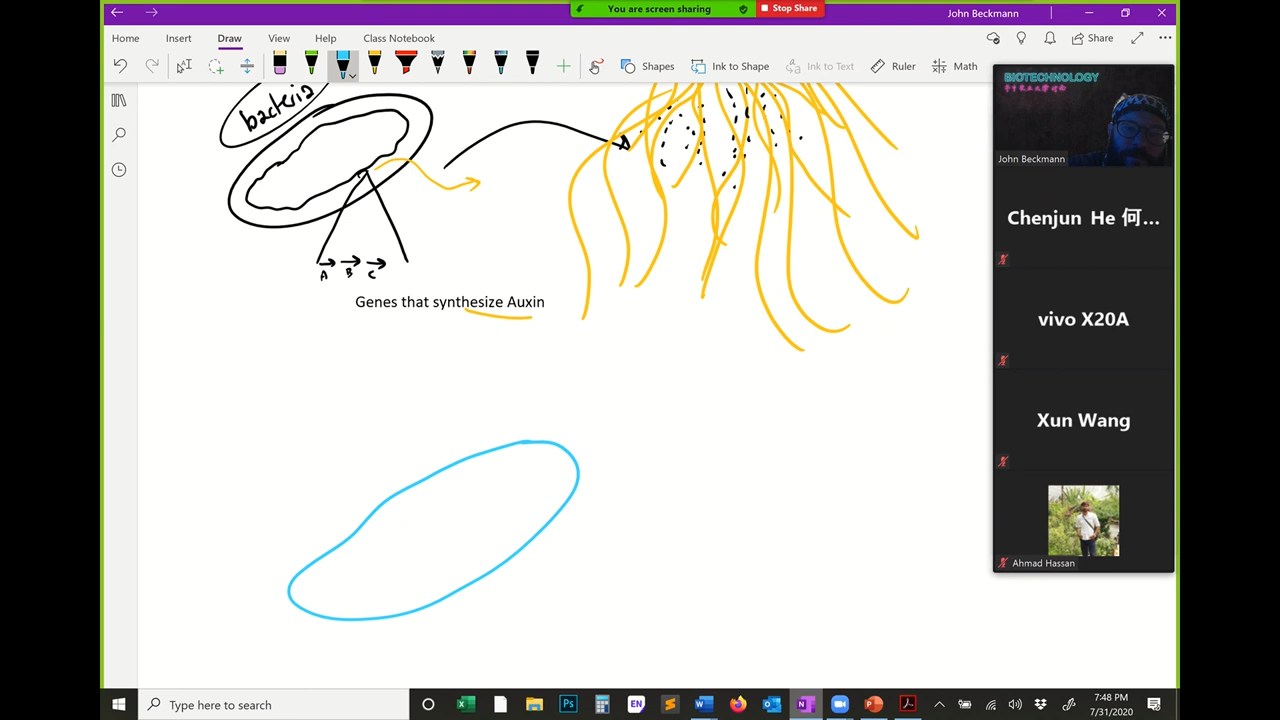 You are screen sharing
Stop Share
John Beckmann
Home Insert Draw View Help Class Notebook
Share
Shapes
Ink to Shape
Ink to Text
Ruler
Math
BIOTECHNOLOGY
John Beckmann
bacteria
Chenjun He 何...
A B C
Genes that synthesize Auxin
vivo X20A
Xun Wang
Ahmad Hassan
Type here to search
EN
7:48 PM
7/31/2020